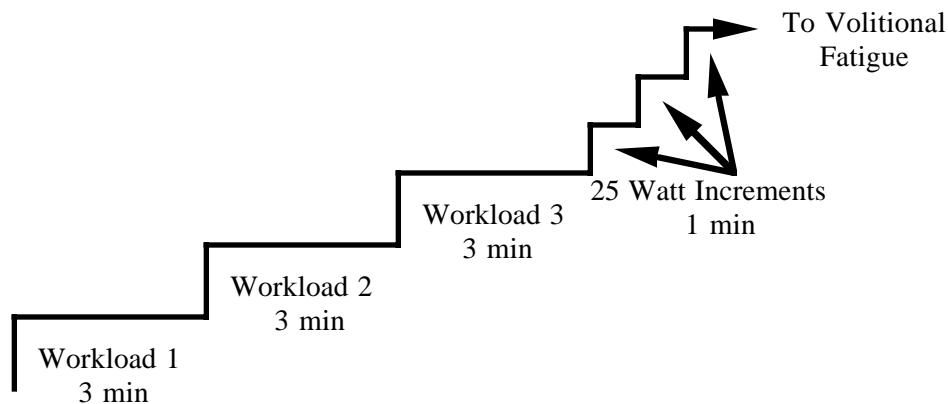 To Volitional
Fatigue
25 Watt Increments
1 min
Workload 3
3 min
Workload 2
3 min
Workload 1
3 min